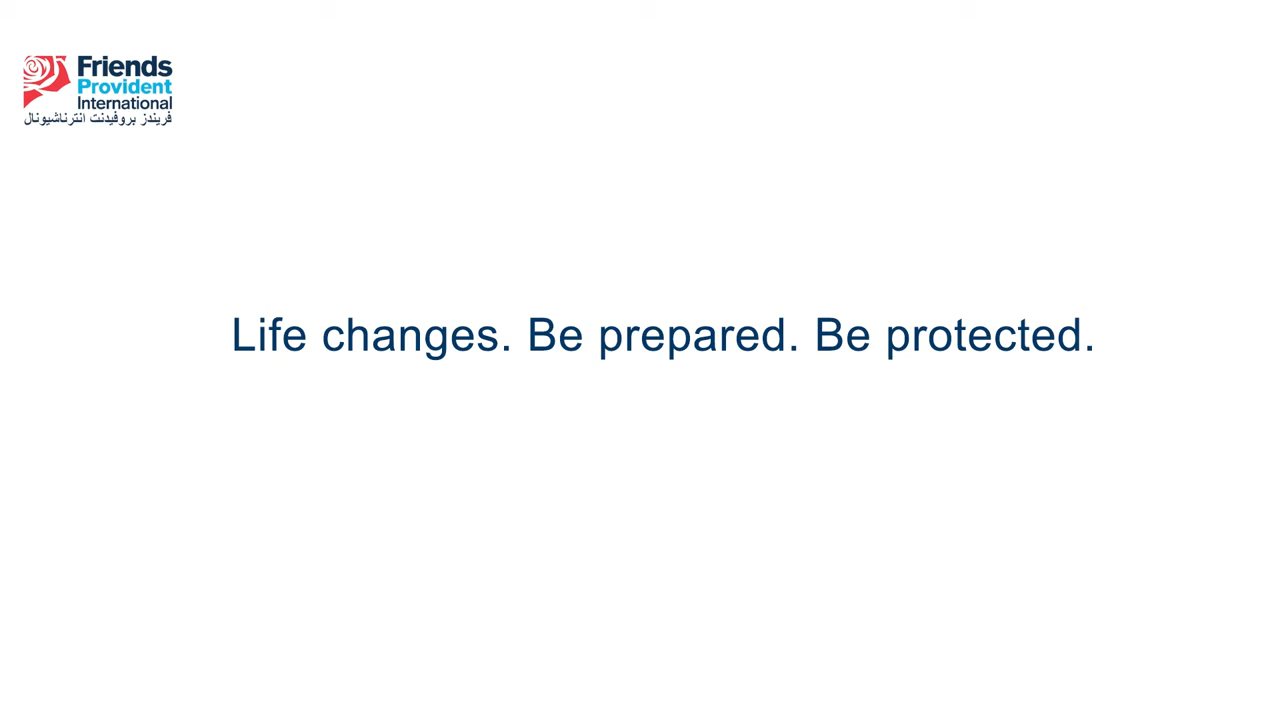 Friends
Provident
International
فريندز بروفيدنت انترناشيونال
Life changes. Be prepared. Be protected.